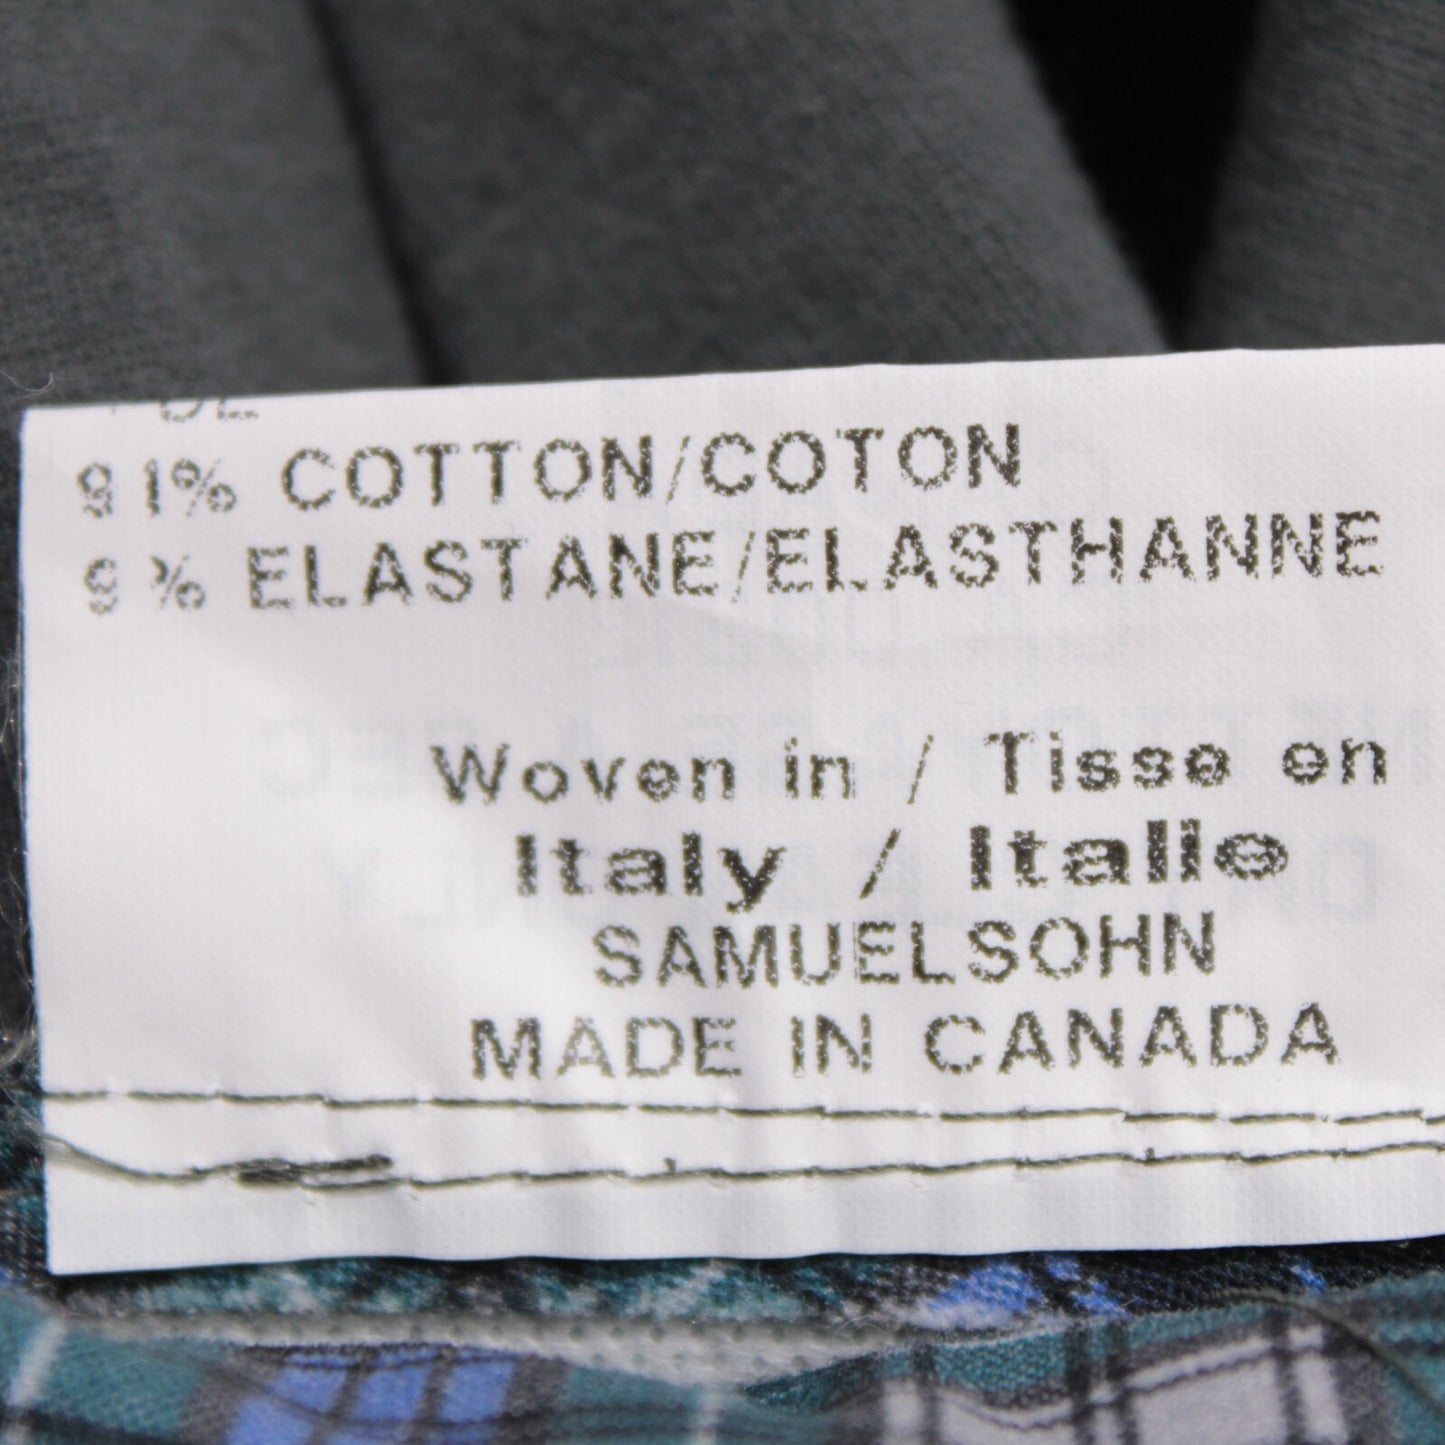 91% COTTON/COTON
9% ELASTANE/ELASTHANNE
Woven in / Tisse en
Italy / Italie
SAMUELSOHN
MADE IN CANADA